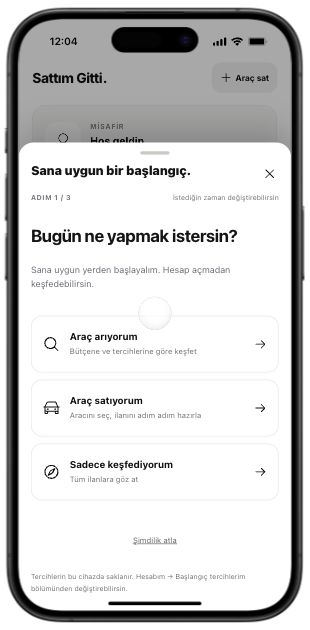 12:04
Sattım Gitti.
Araç sat
MİSAFİR
Hoş geldin
Sana uygun bir başlangıç.
ADIM 1 / 3
İstediğin zaman değiştirebilirsin
Bugün ne yapmak istersin?
Sana uygun yerden başlayalım. Hesap açmadan
keşfedebilirsin.
Araç arıyorum
Bütçene ve tercihlerine göre keşfet
Araç satıyorum
Aracını seç, ilanını adım adım hazırla
Sadece keşfediyorum
Tüm ilanlara göz at
Şimdilik atla
Tercihlerin bu cihazda saklanır. Hesabım → Başlangıç tercihlerim
bölümünden değiştirebilirsin.